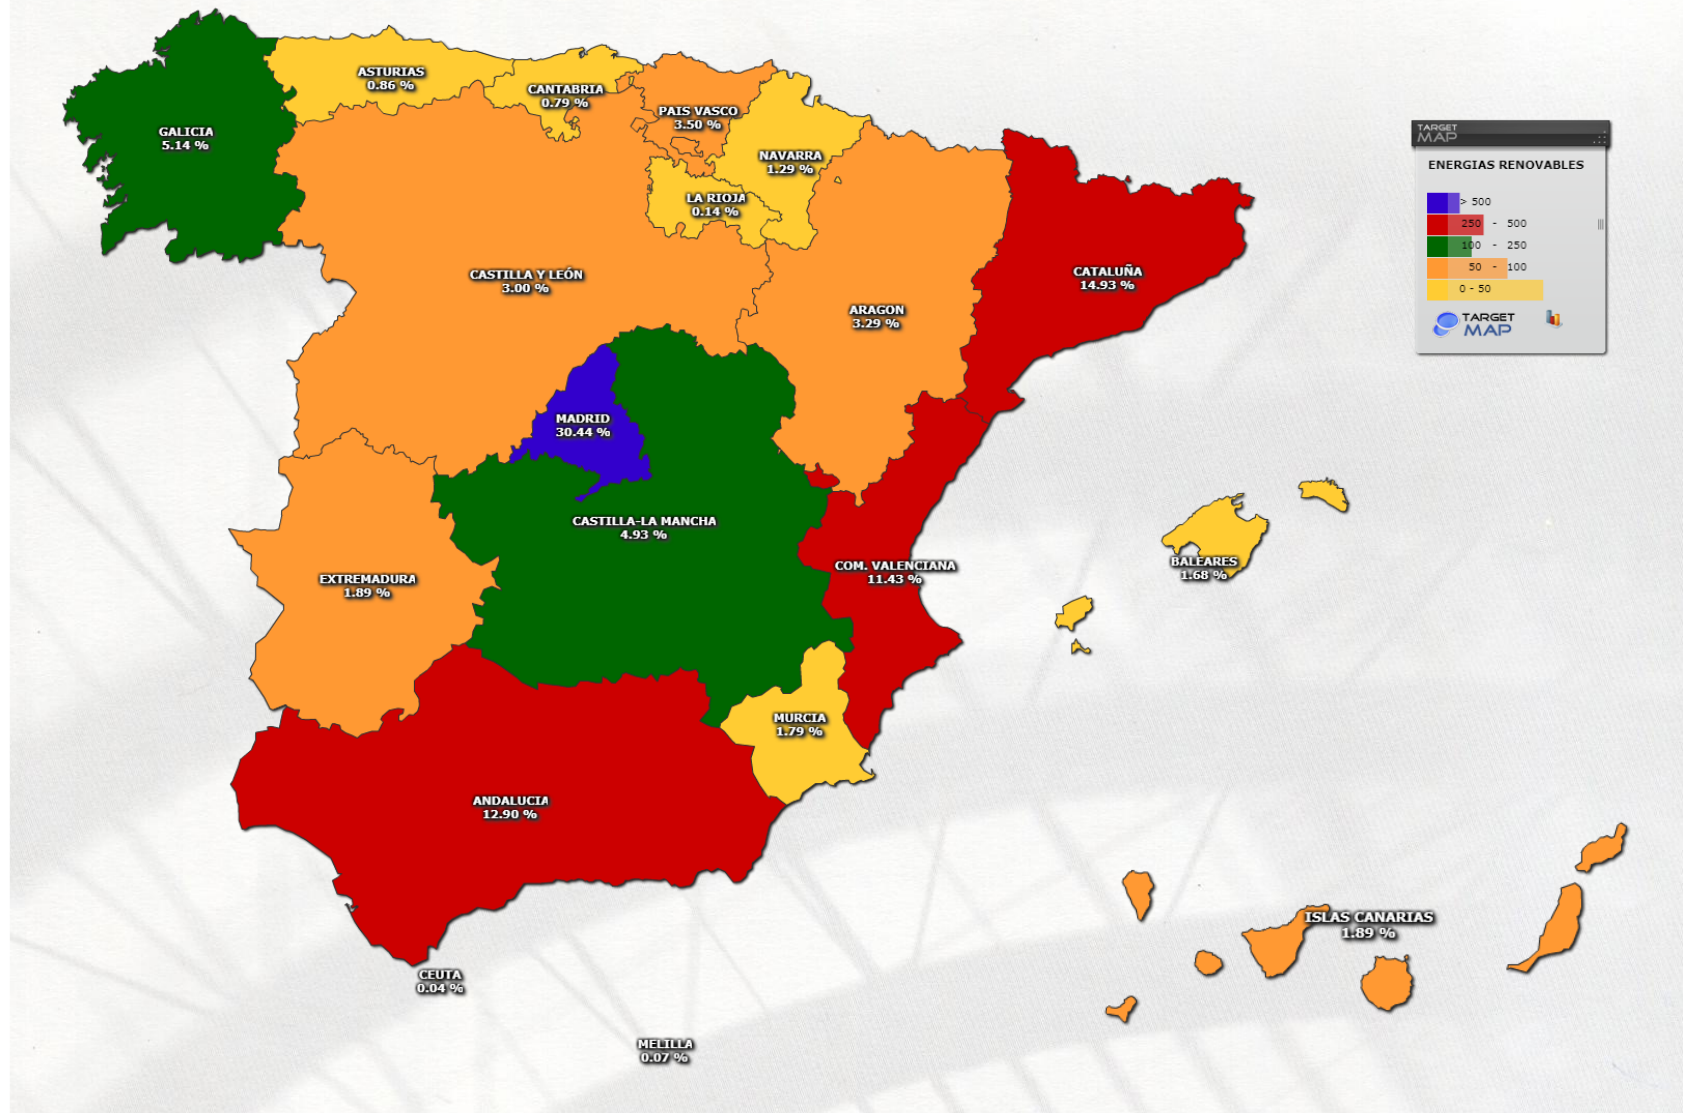 ASTURIAS
0.86 %
CANTABRIA
0.79 %
PAIS VASCO
3.50 %
GALICIA
5.14 %
NAVARRA
1.29 %
LA RIOJA
0.14 %
CASTILLA Y LEÓN
3.00 %
ARAGON
3.29 %
CATALUÑA
14.93 %
MADRID
30.44 %
CASTILLA-LA MANCHA
4.93 %
COM. VALENCIANA
11.43 %
EXTREMADURA
1.89 %
BALEARES
1.68 %
MURCIA
1.79 %
ANDALUCIA
12.90 %
ISLAS CANARIAS
1.89 %
CEUTA
0.04 %
MELILLA
0.07 %
TARGET
MAP
ENERGIAS RENOVABLES
> 500
250 - 500
100 - 250
50 - 100
0 - 50
TARGET
MAP